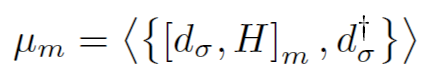 μ_m = ⟨{[d_σ, H]_m, d_σ^†}⟩